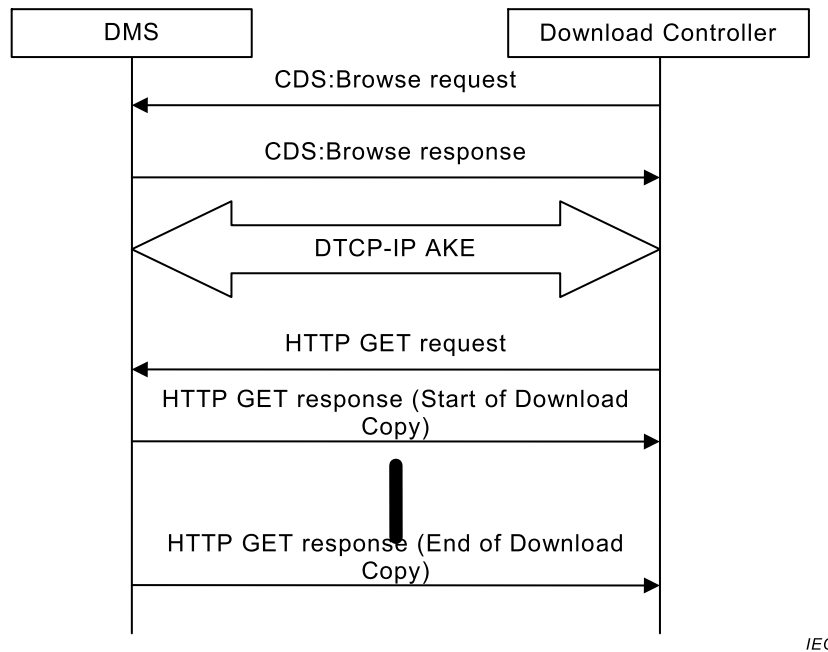 DMS
Download Controller
CDS:Browse request
CDS:Browse response
DTCP-IP AKE
HTTP GET request
HTTP GET response (Start of Download
Copy)
HTTP GET response (End of Download
Copy)